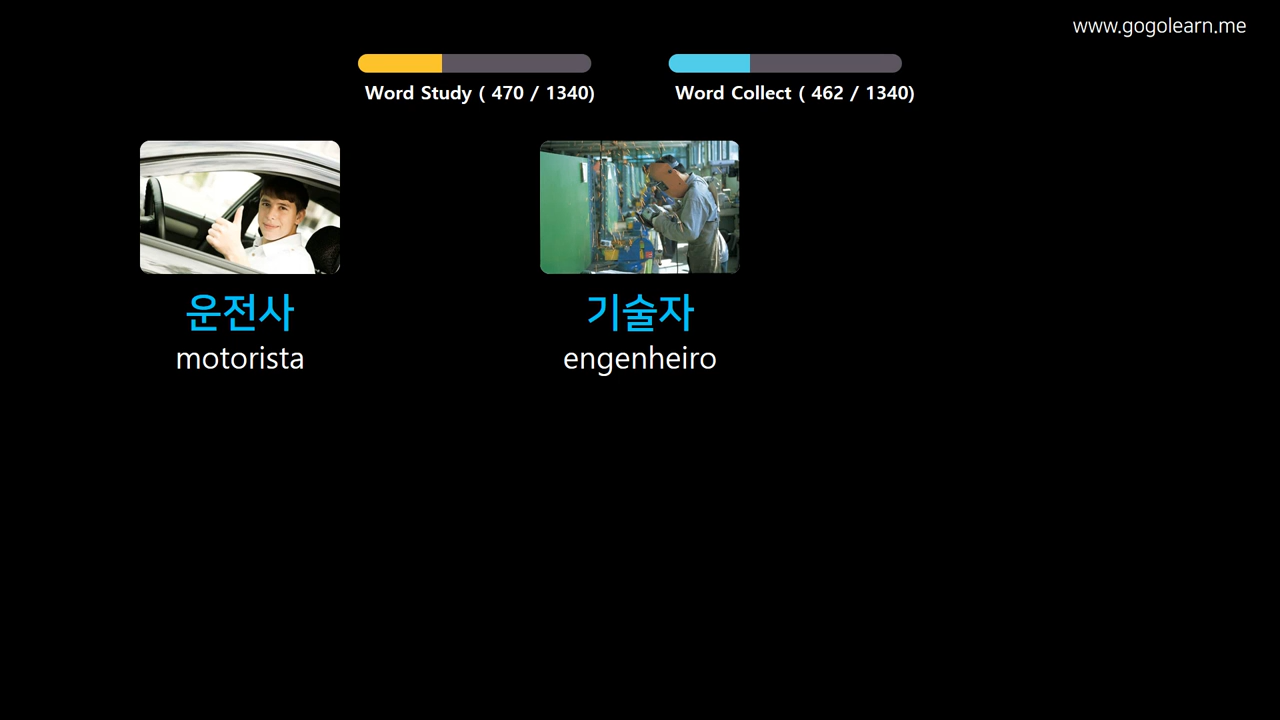 www.gogolearn.me
Word Study ( 470 / 1340)
Word Collect ( 462 / 1340)
운전사
motorista
기술자
engenheiro